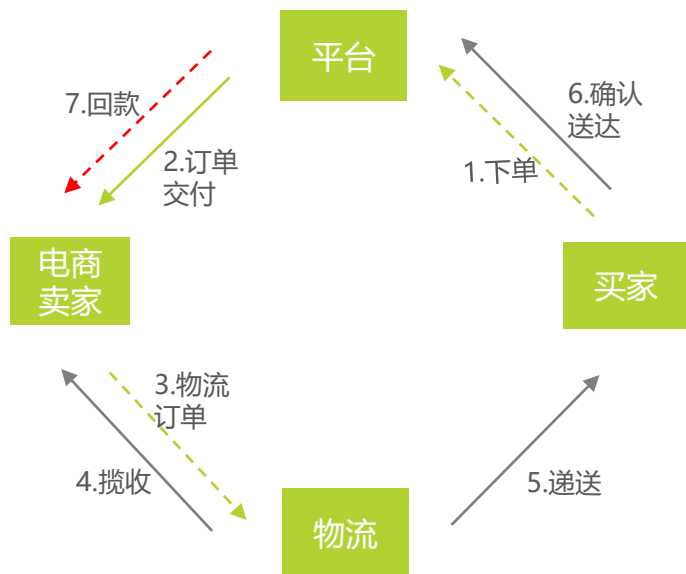 平台
7.回款
6.确认
送达
2.订单
交付
1.下单
电商
卖家
买家
3.物流
订单
4.揽收
5.递送
物流